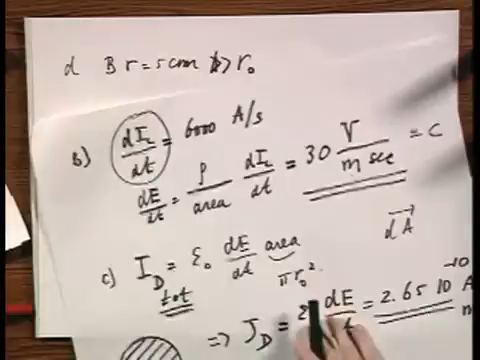 d B r = 5 cm > r₀
b) dI_c/dt = 6000 A/s
dE/dt = ρ/area dI_c/dt = 30 V/m sec = C
dA
c) I_D = ε₀ dE/dt area
tot πr₀²
⇒ J_D = dE/ = 2.65 10⁻¹⁰ A